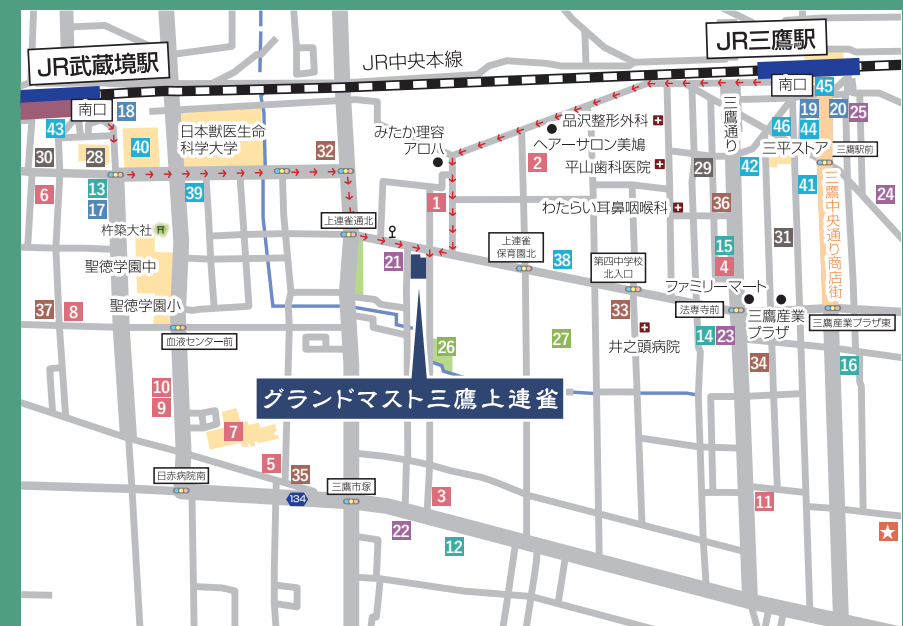 JR三鷹駅
JR武蔵境駅
JR中央本線
南口
南口
45
18
19
20
25
43
46
44
品沢整形外科
三鷹通り
日本獣医生命
科学大学
みたか理容
アロハ
ヘアーサロン美鳩
三平ストア
三鷹駅前
40
30
28
32
2
平山歯科医院
29
42
41
6
13
17
39
1
わたらい耳鼻咽喉科
36
24
上連雀通北
杵築大社
上連雀
保育園北
15
31
三鷹中央通り商店街
聖徳学園中
21
38
第四中学校
北入口
4
ファミリーマート
聖徳学園小
37
8
33
法専寺前
三鷹産業
プラザ
三鷹産業プラザ東
血液センター前
26
27
井之頭病院
14
23
34
16
グランドマスト三鷹上連雀
10
9
7
5
35
日赤病院南
134
三鷹市塚
3
11
22
12